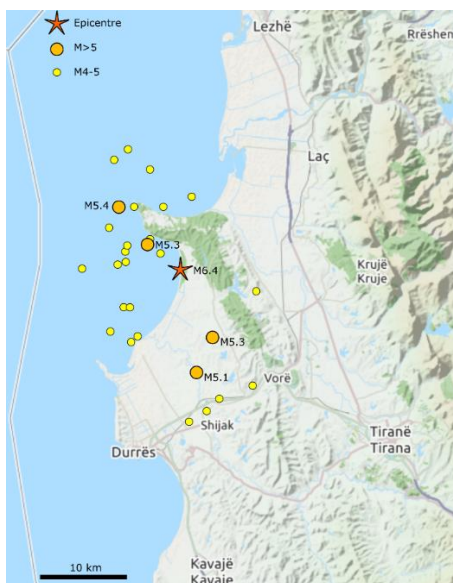 Epicentre
M>5
M4-5
Lezhë
Rrëshen
Laç
M5.4
M5.3
Krujë
Kruje
M6.4
M5.3
M5.1
Vorë
Shijak
Durrës
Tiranë
Tirana
Kavajë
Kavaje
10 km